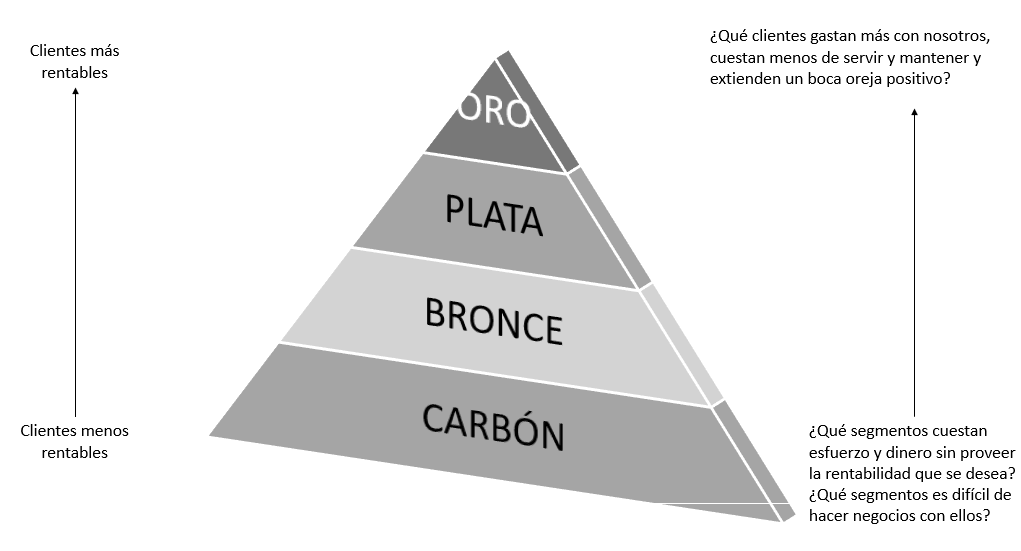 Clientes más
rentables
¿Qué clientes gastan más con nosotros,
cuestan menos de servir y mantener y
extienden un boca oreja positivo?
ORO
PLATA
BRONCE
CARBÓN
Clientes menos
rentables
¿Qué segmentos cuestan
esfuerzo y dinero sin proveer
la rentabilidad que se desea?
¿Qué segmentos es difícil de
hacer negocios con ellos?